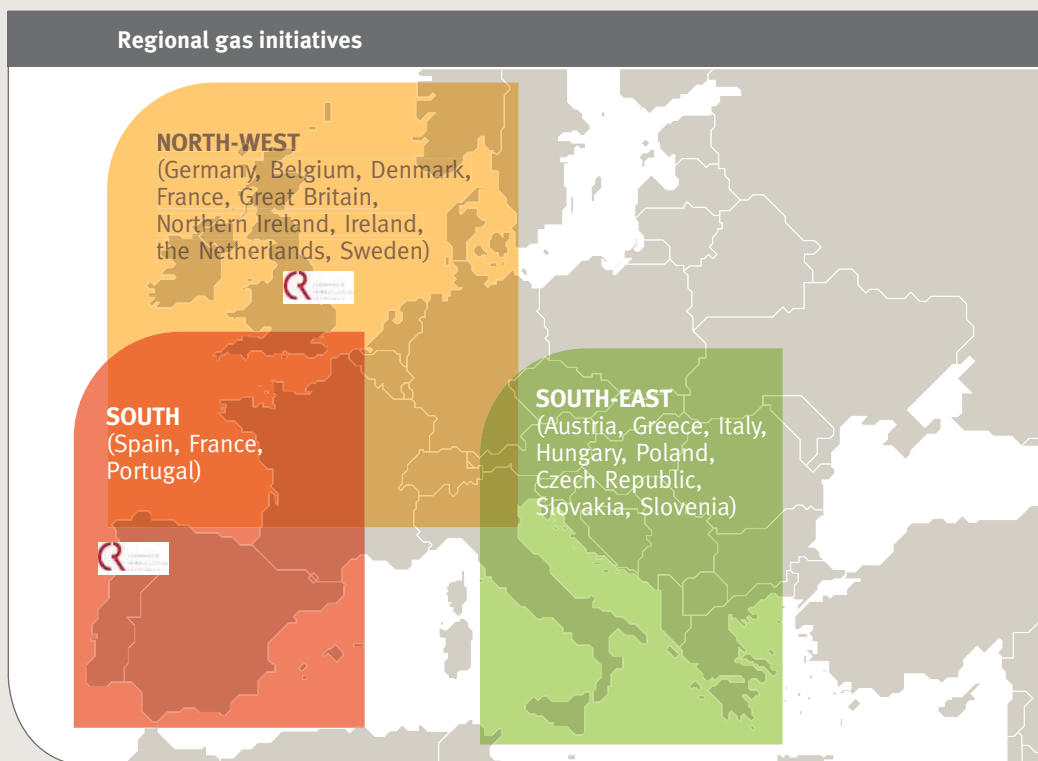 Regional gas initiatives
NORTH-WEST
(Germany, Belgium, Denmark,
France, Great Britain,
Northern Ireland, Ireland,
the Netherlands, Sweden)
SOUTH
(Spain, France,
Portugal)
SOUTH-EAST
(Austria, Greece, Italy,
Hungary, Poland,
Czech Republic,
Slovakia, Slovenia)